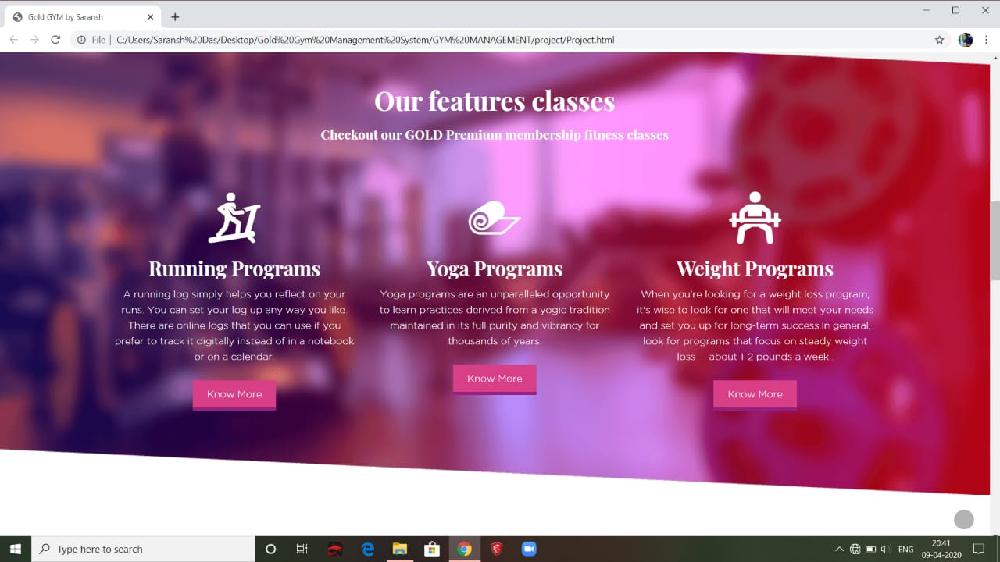 Gold GYM by Saransh
File
C:/Users/Saransh%20Das/Desktop/Gold%20Gym%20Management%20System/GYM%20MANAGEMENT/project/Project.html
Our features classes
Checkout our GOLD Premium membership fitness classes
Running Programs
A running log simply helps you reflect on your
runs. You can set your log up any way you like.
There are online logs that you can use if you
prefer to track it digitally instead of in a notebook
or on a calendar.
Know More
Yoga Programs
Yoga programs are an unparalleled opportunity
to learn practices derived from a yogic tradition
maintained in its full purity and vibrancy for
thousands of years.
Know More
Weight Programs
When you're looking for a weight loss program,
it's wise to look for one that will meet your needs
and set you up for long-term success.In general,
look for programs that focus on steady weight
loss -- about 1-2 pounds a week..
Know More
Type here to search
ENG
20:41
09-04-2020